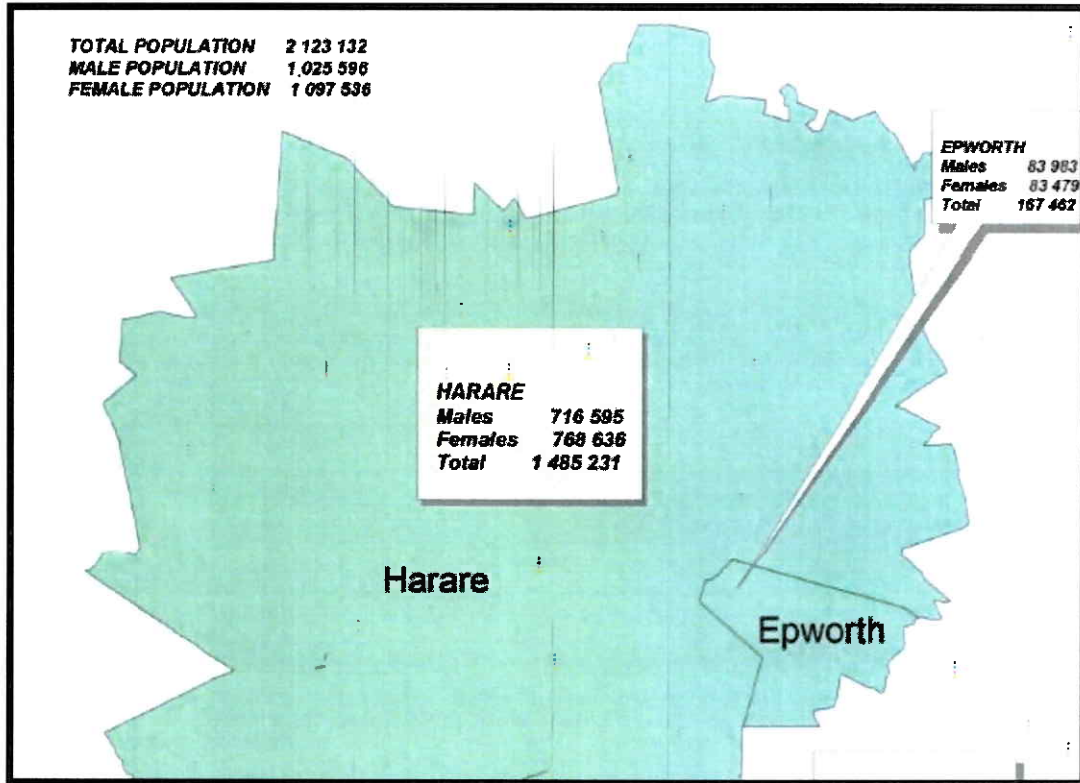 TOTAL POPULATION 2 123 132
MALE POPULATION 1,025 596
FEMALE POPULATION 1 097 536
EPWORTH
Males 83 983
Females 83 479
Total 167 462
HARARE
Males 716 595
Females 768 636
Total 1 485 231
Harare
Epworth